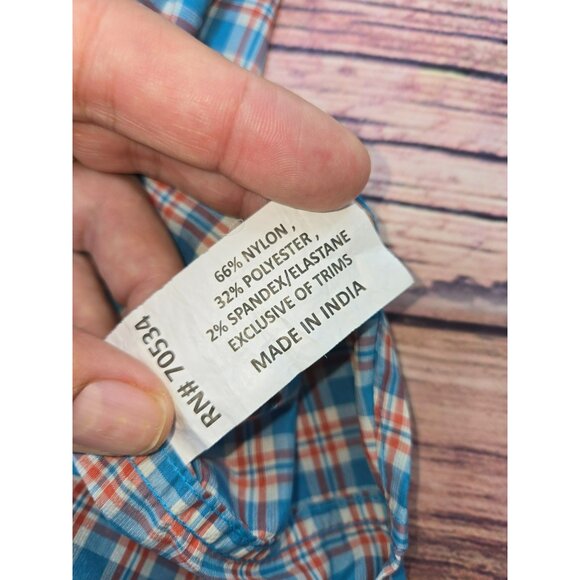 66% NYLON ,
32% POLYESTER ,
2% SPANDEX/ELASTANE
EXCLUSIVE OF TRIMS
MADE IN INDIA
RN# 70534